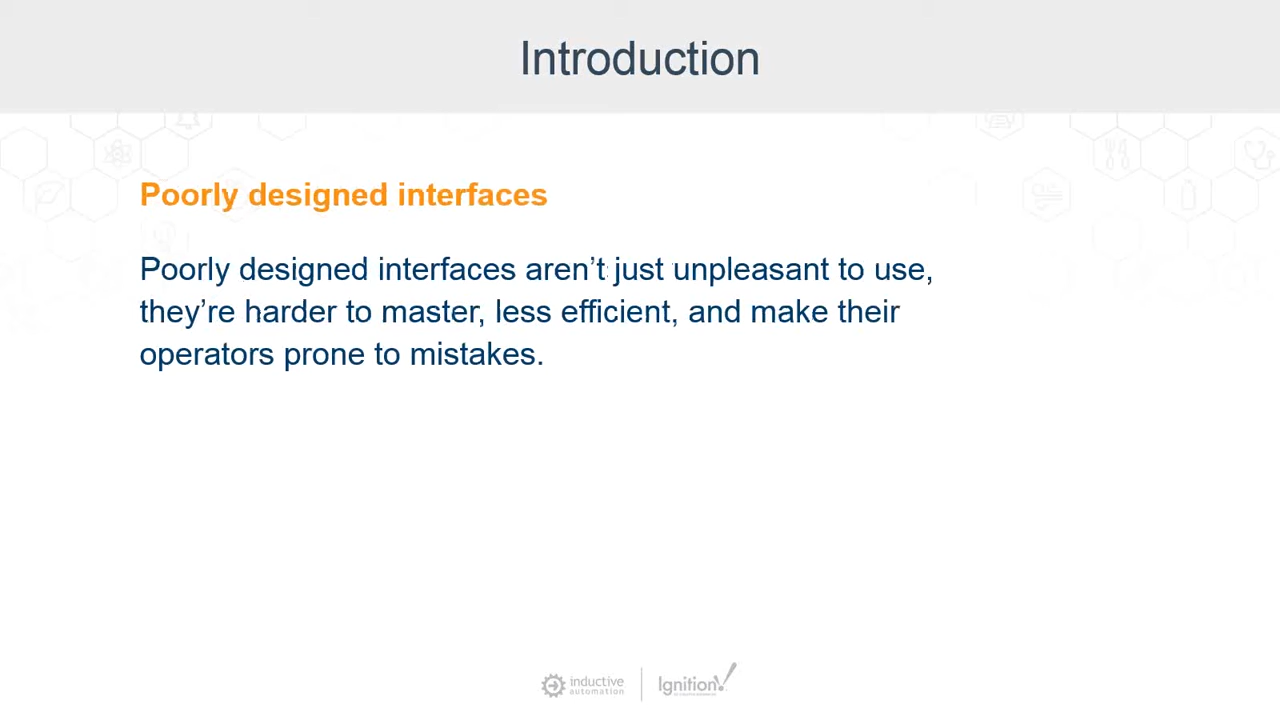 Introduction
Poorly designed interfaces
Poorly designed interfaces aren’t just unpleasant to use,
they’re harder to master, less efficient, and make their
operators prone to mistakes.
inductive
automation
Ignition!